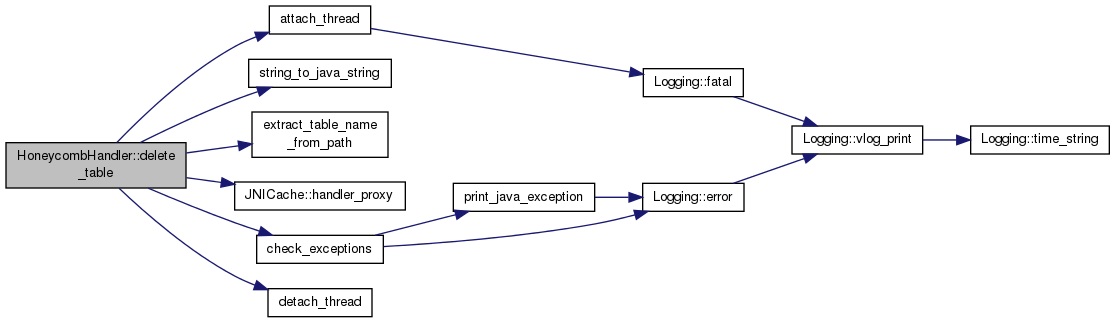 HoneycombHandler::delete
_table
attach_thread
string_to_java_string
extract_table_name
_from_path
JNICache::handler_proxy
check_exceptions
detach_thread
print_java_exception
Logging::fatal
Logging::error
Logging::vlog_print
Logging::time_string